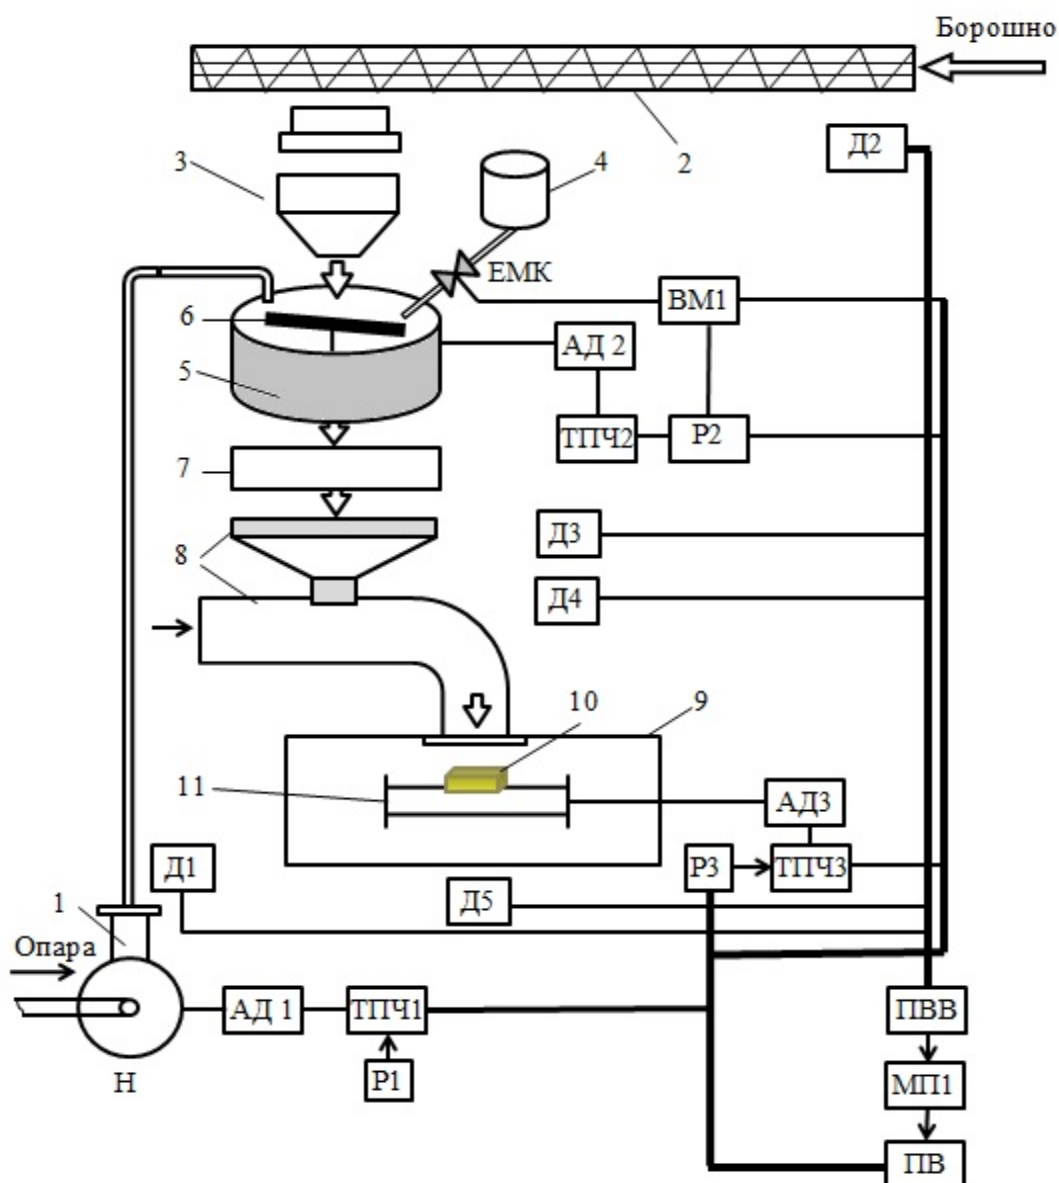 Борошно
2
Д2
3
4
ЕМК
ВМ1
6
АД 2
5
ТПЧ2
Р2
7
Д3
8
Д4
10
9
11
АД3
Д1
Р3
ТПЧ3
1
Д5
Опара
АД 1
ТПЧ1
ПВВ
Н
Р1
МП1
ПВ